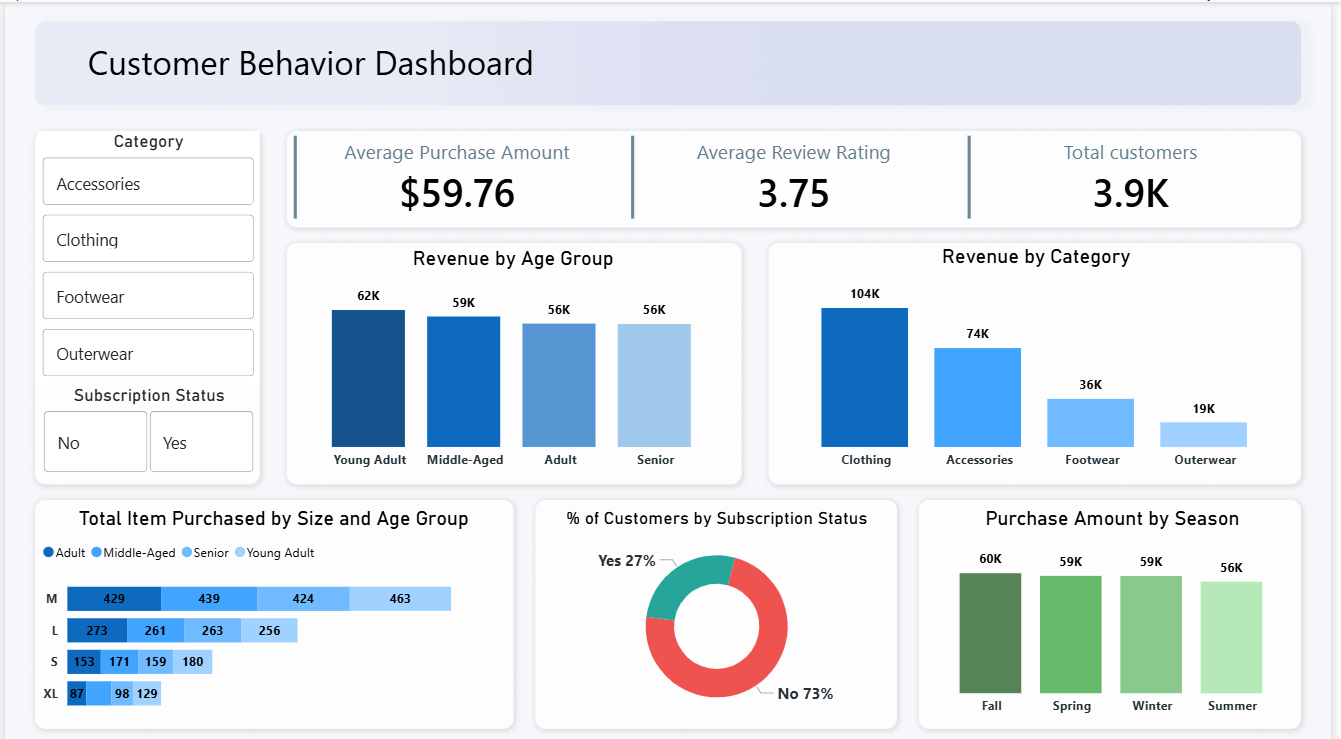 Customer Behavior Dashboard
Category
Accessories
Clothing
Footwear
Outerwear
Subscription Status
No Yes
Average Purchase Amount
$59.76
Average Review Rating
3.75
Total customers
3.9K
Revenue by Age Group
62K 59K 56K 56K
Young Adult Middle-Aged Adult Senior
Revenue by Category
104K
74K
36K
19K
Clothing Accessories Footwear Outerwear
Total Item Purchased by Size and Age Group
Adult Middle-Aged Senior Young Adult
M 429 439 424 463
L 273 261 263 256
S 153 171 159 180
XL 87 98 129
% of Customers by Subscription Status
Yes 27%
No 73%
Purchase Amount by Season
60K 59K 59K 56K
Fall Spring Winter Summer